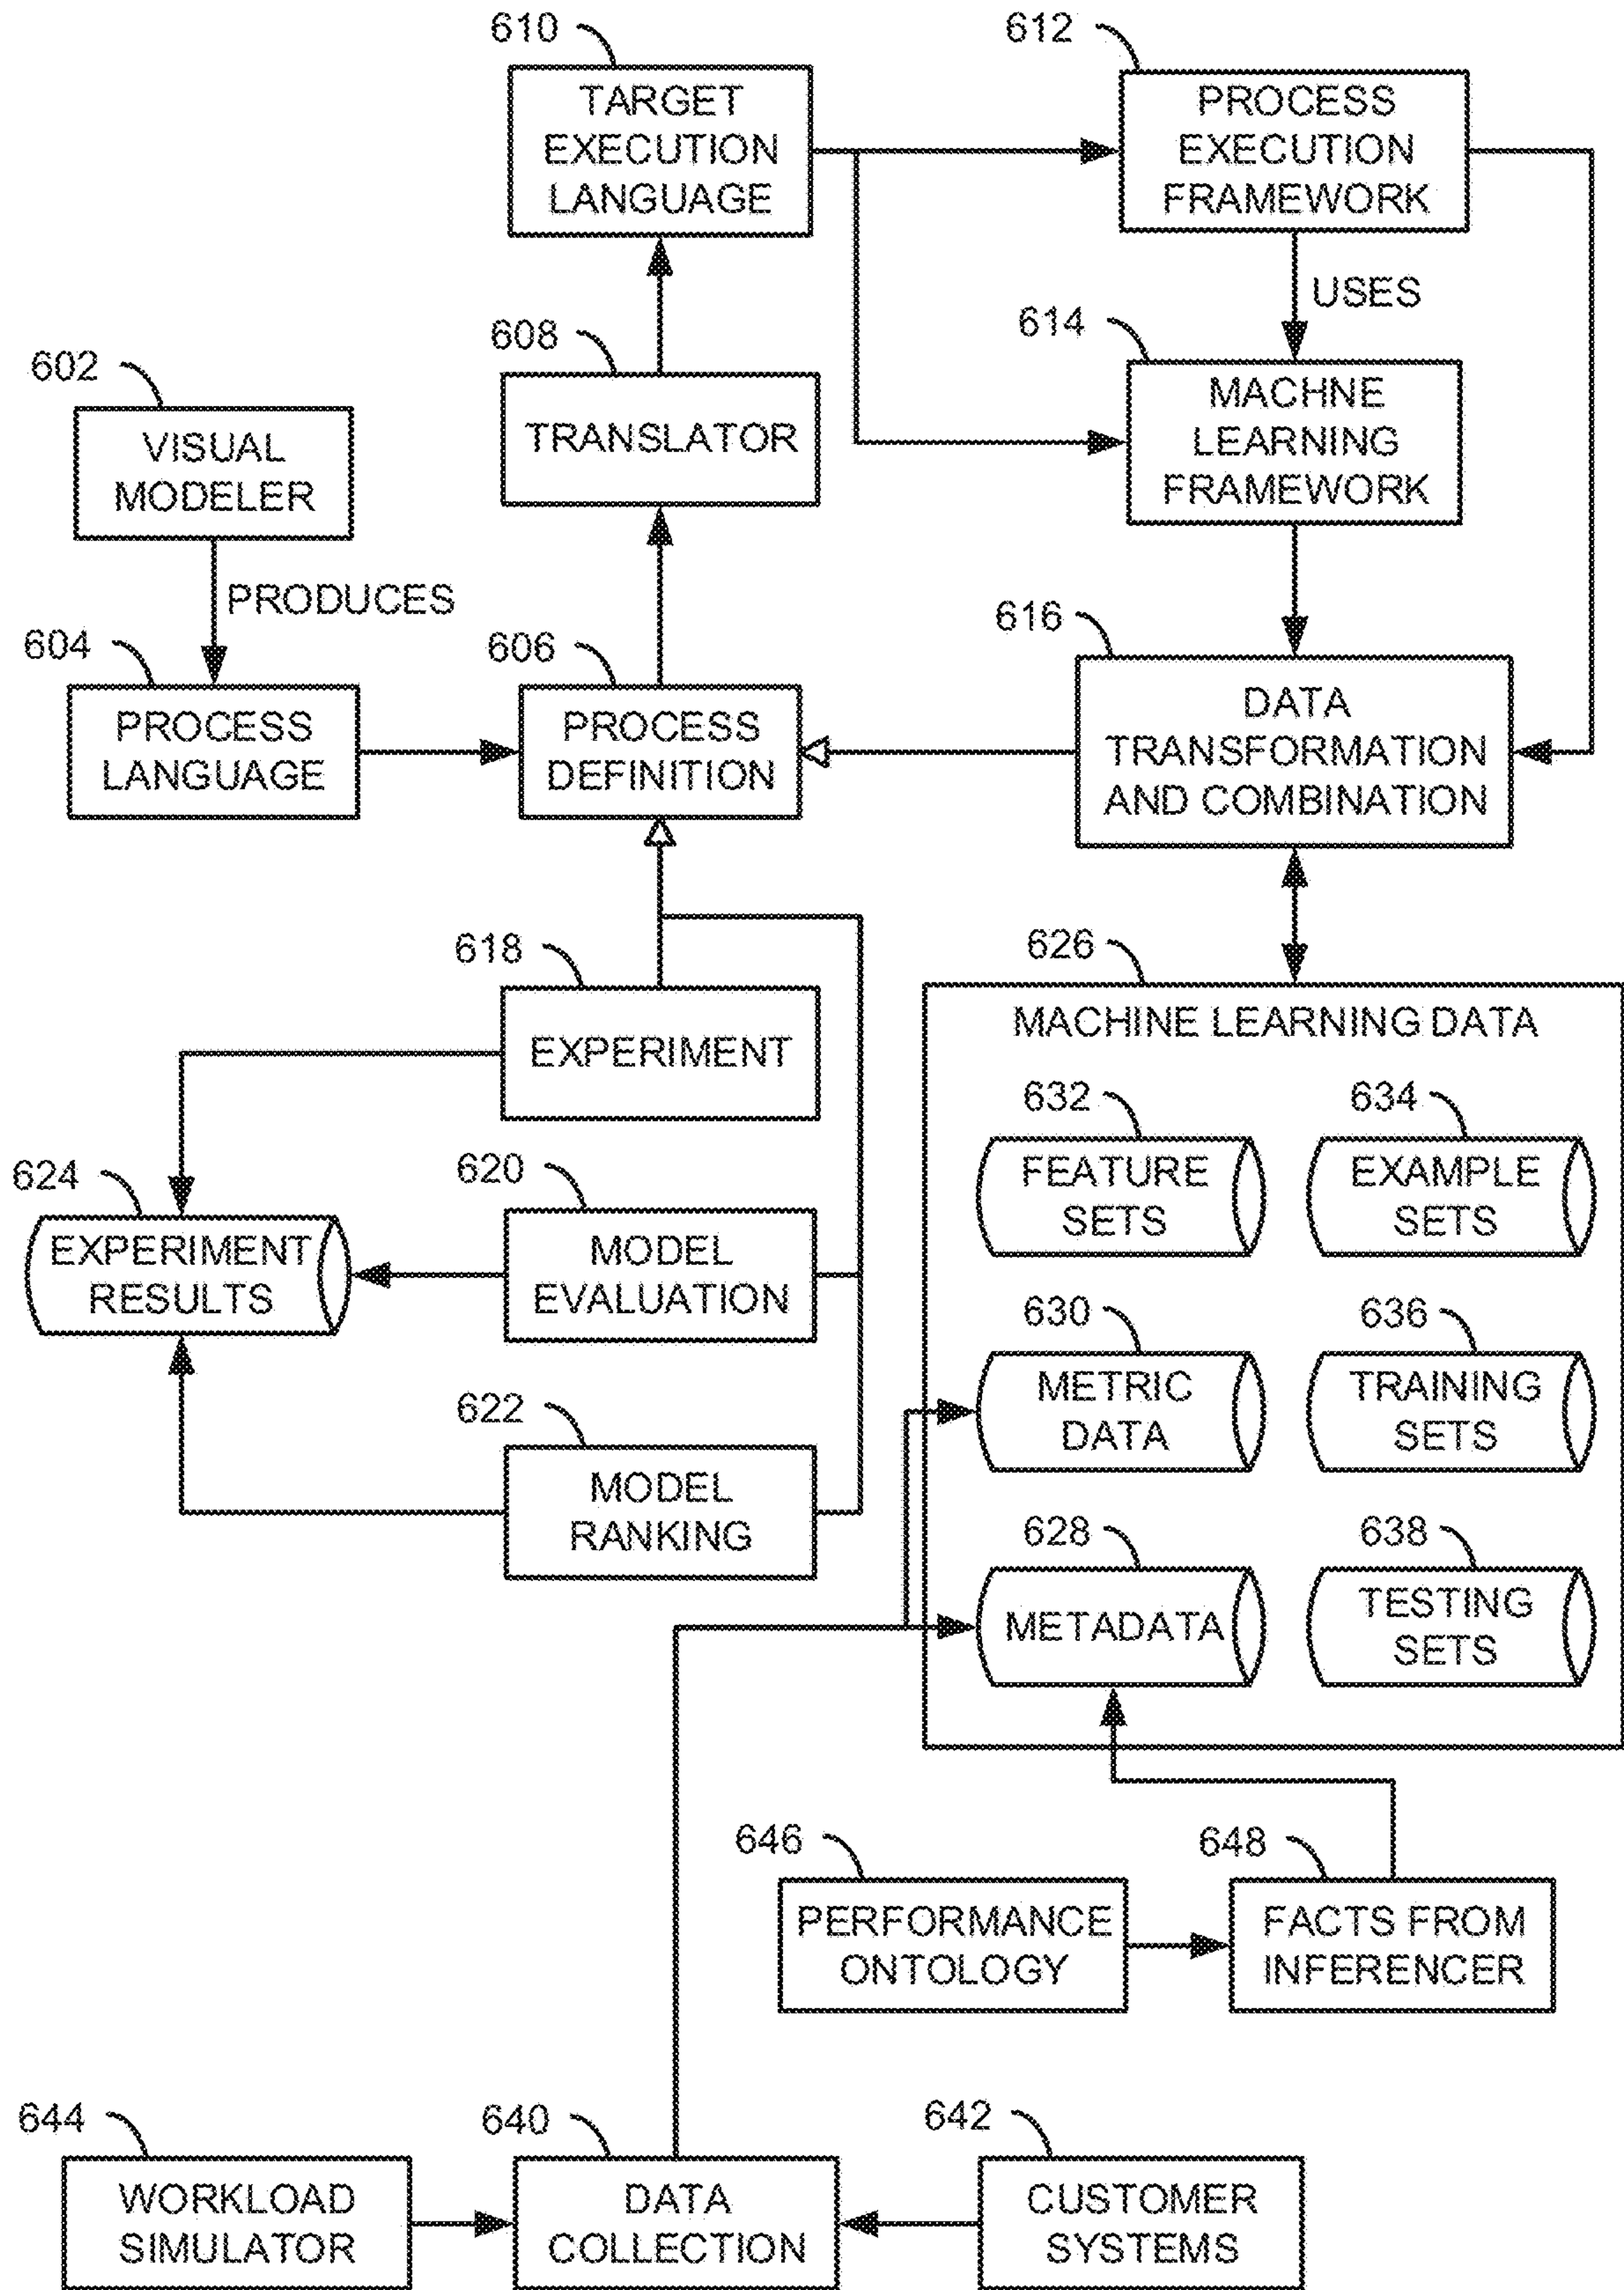 610
TARGET
EXECUTION
LANGUAGE
612
PROCESS
EXECUTION
FRAMEWORK
USES
608
TRANSLATOR
614
MACHNE
LEARNING
FRAMEWORK
602
VISUAL
MODELER
PRODUCES
604
PROCESS
LANGUAGE
606
PROCESS
DEFINITION
616
DATA
TRANSFORMATION
AND COMBINATION
618
EXPERIMENT
624
EXPERIMENT
RESULTS
620
MODEL
EVALUATION
622
MODEL
RANKING
626
MACHINE LEARNING DATA
632
FEATURE
SETS
634
EXAMPLE
SETS
630
METRIC
DATA
636
TRAINING
SETS
628
METADATA
638
TESTING
SETS
646
PERFORMANCE
ONTOLOGY
648
FACTS FROM
INFERENCER
644
WORKLOAD
SIMULATOR
640
DATA
COLLECTION
642
CUSTOMER
SYSTEMS